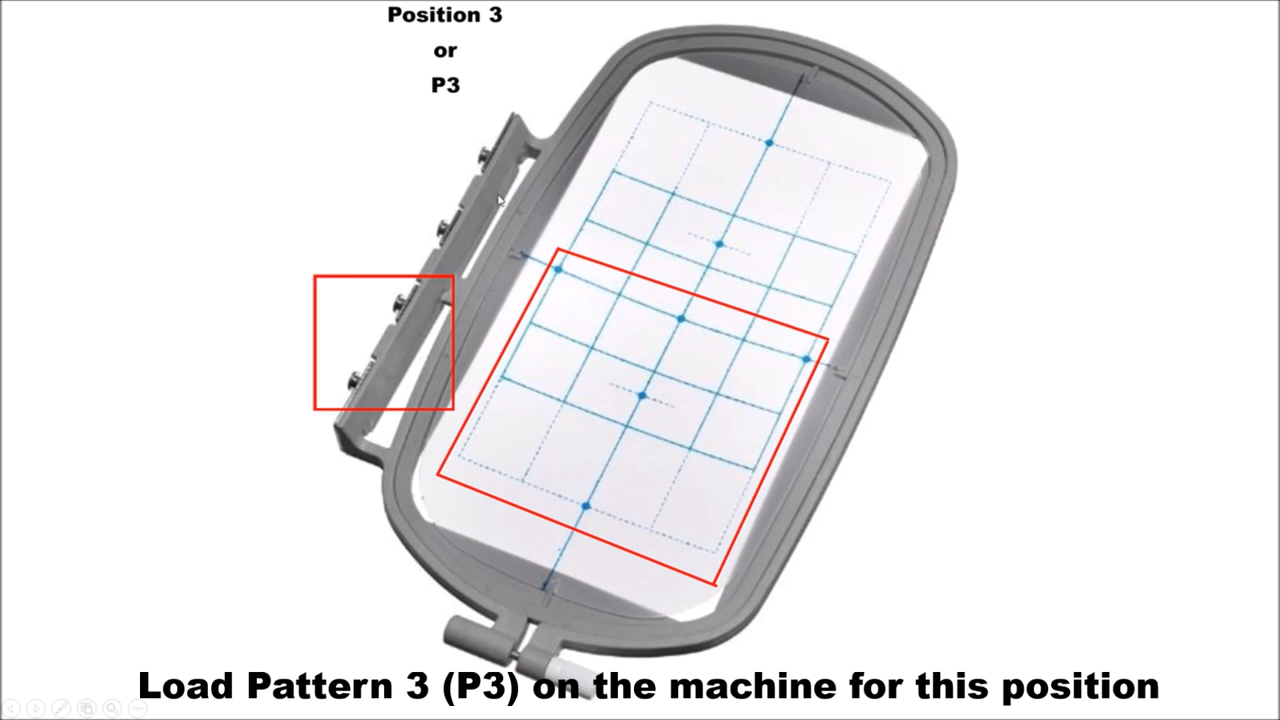 Position 3
or
P3
Load Pattern 3 (P3) on the machine for this position